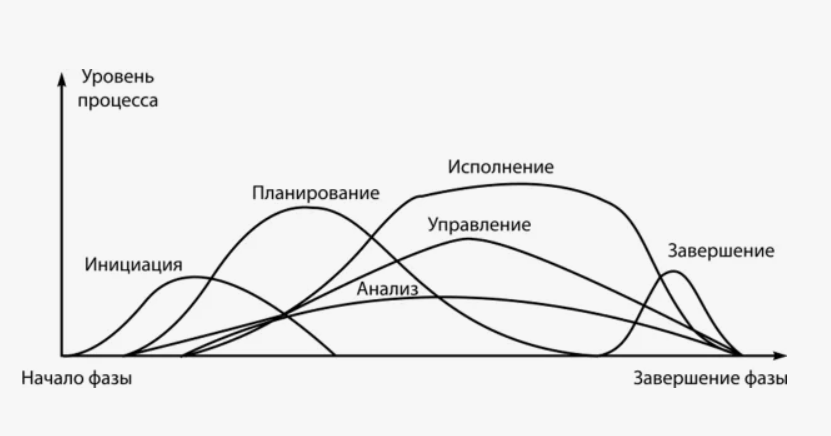 Уровень
процесса
Исполнение
Планирование
Управление
Завершение
Инициация
Анализ
Начало фазы
Завершение фазы